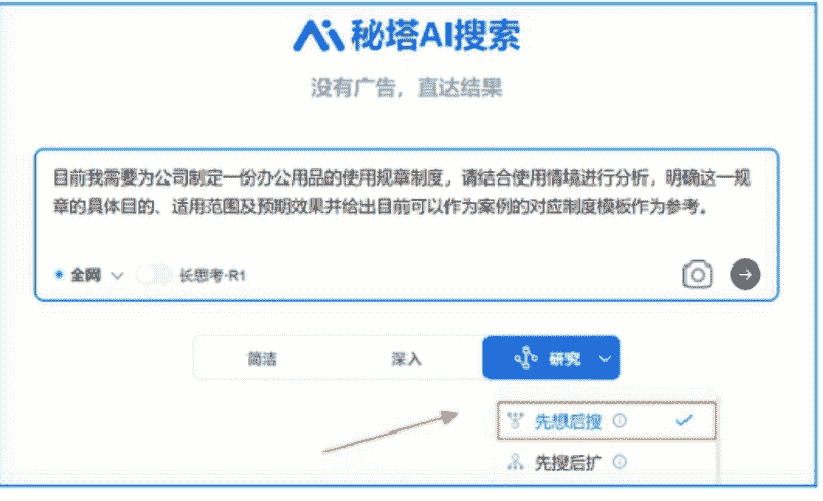 秘塔AI搜索
没有广告，直达结果
目前我需要为公司制定一份办公用品的使用规章制度，请结合使用情境进行分析，明确这一规
章的具体目的、适用范围及预期效果并给出目前可以作为案例的对应制度模板作为参考。
全网 长思考·R1
简洁 深入 研究
先想后搜
先搜后扩